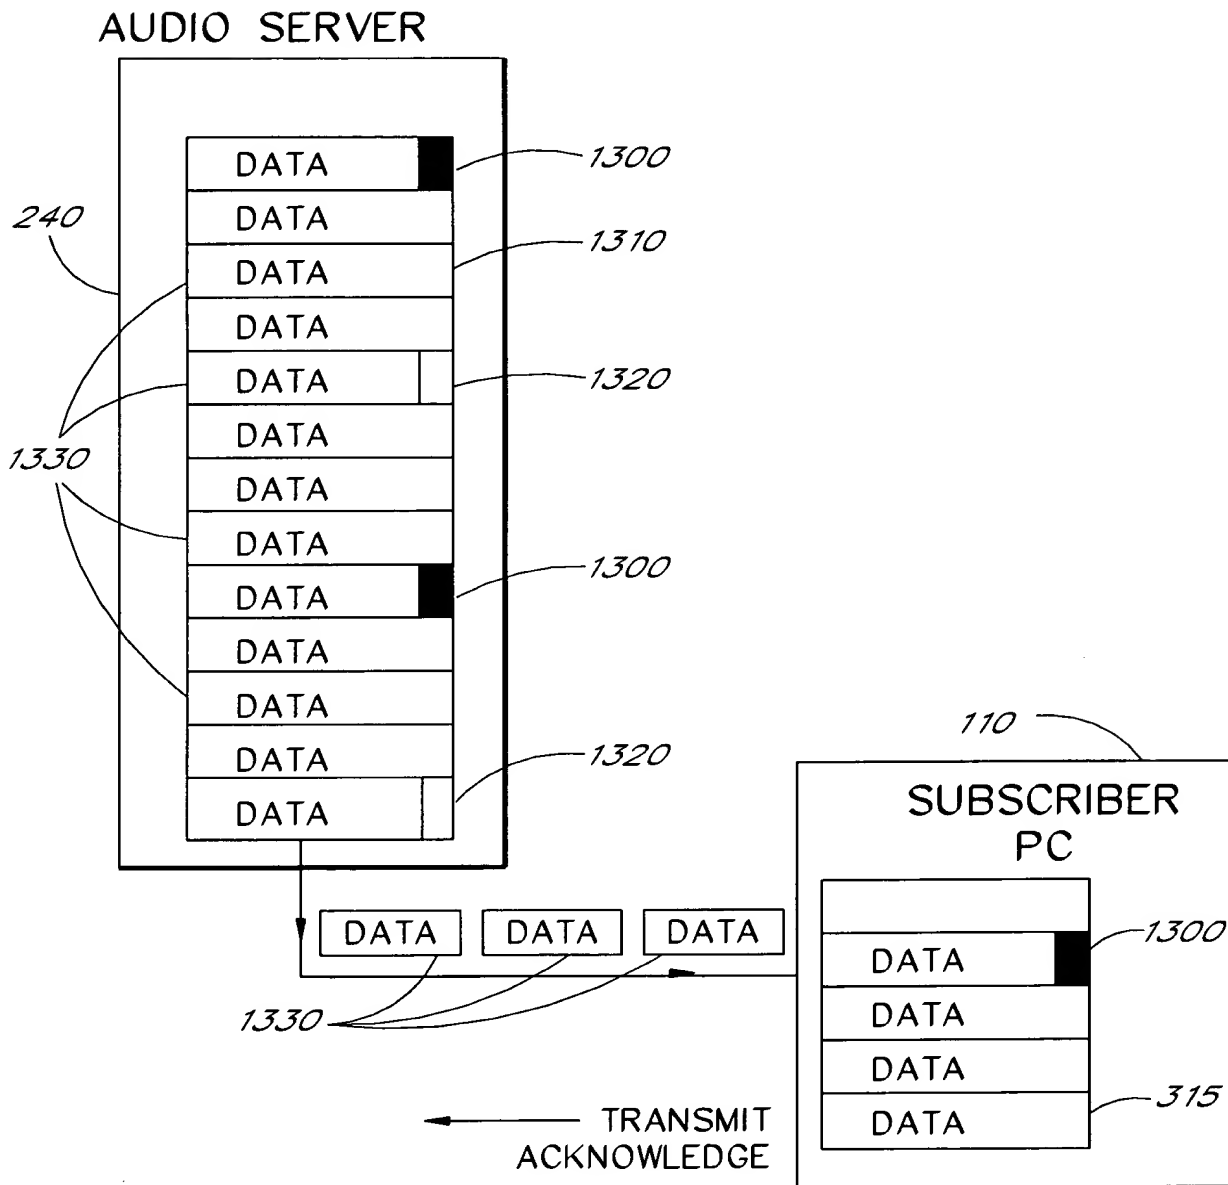 AUDIO SERVER
DATA
1300
DATA
240
1310
DATA
DATA
DATA
1320
DATA
1330
DATA
DATA
DATA
1300
DATA
DATA
DATA
1320
DATA
110
SUBSCRIBER
PC
DATA DATA DATA
1330
DATA
1300
DATA
DATA
DATA
315
TRANSMIT
ACKNOWLEDGE